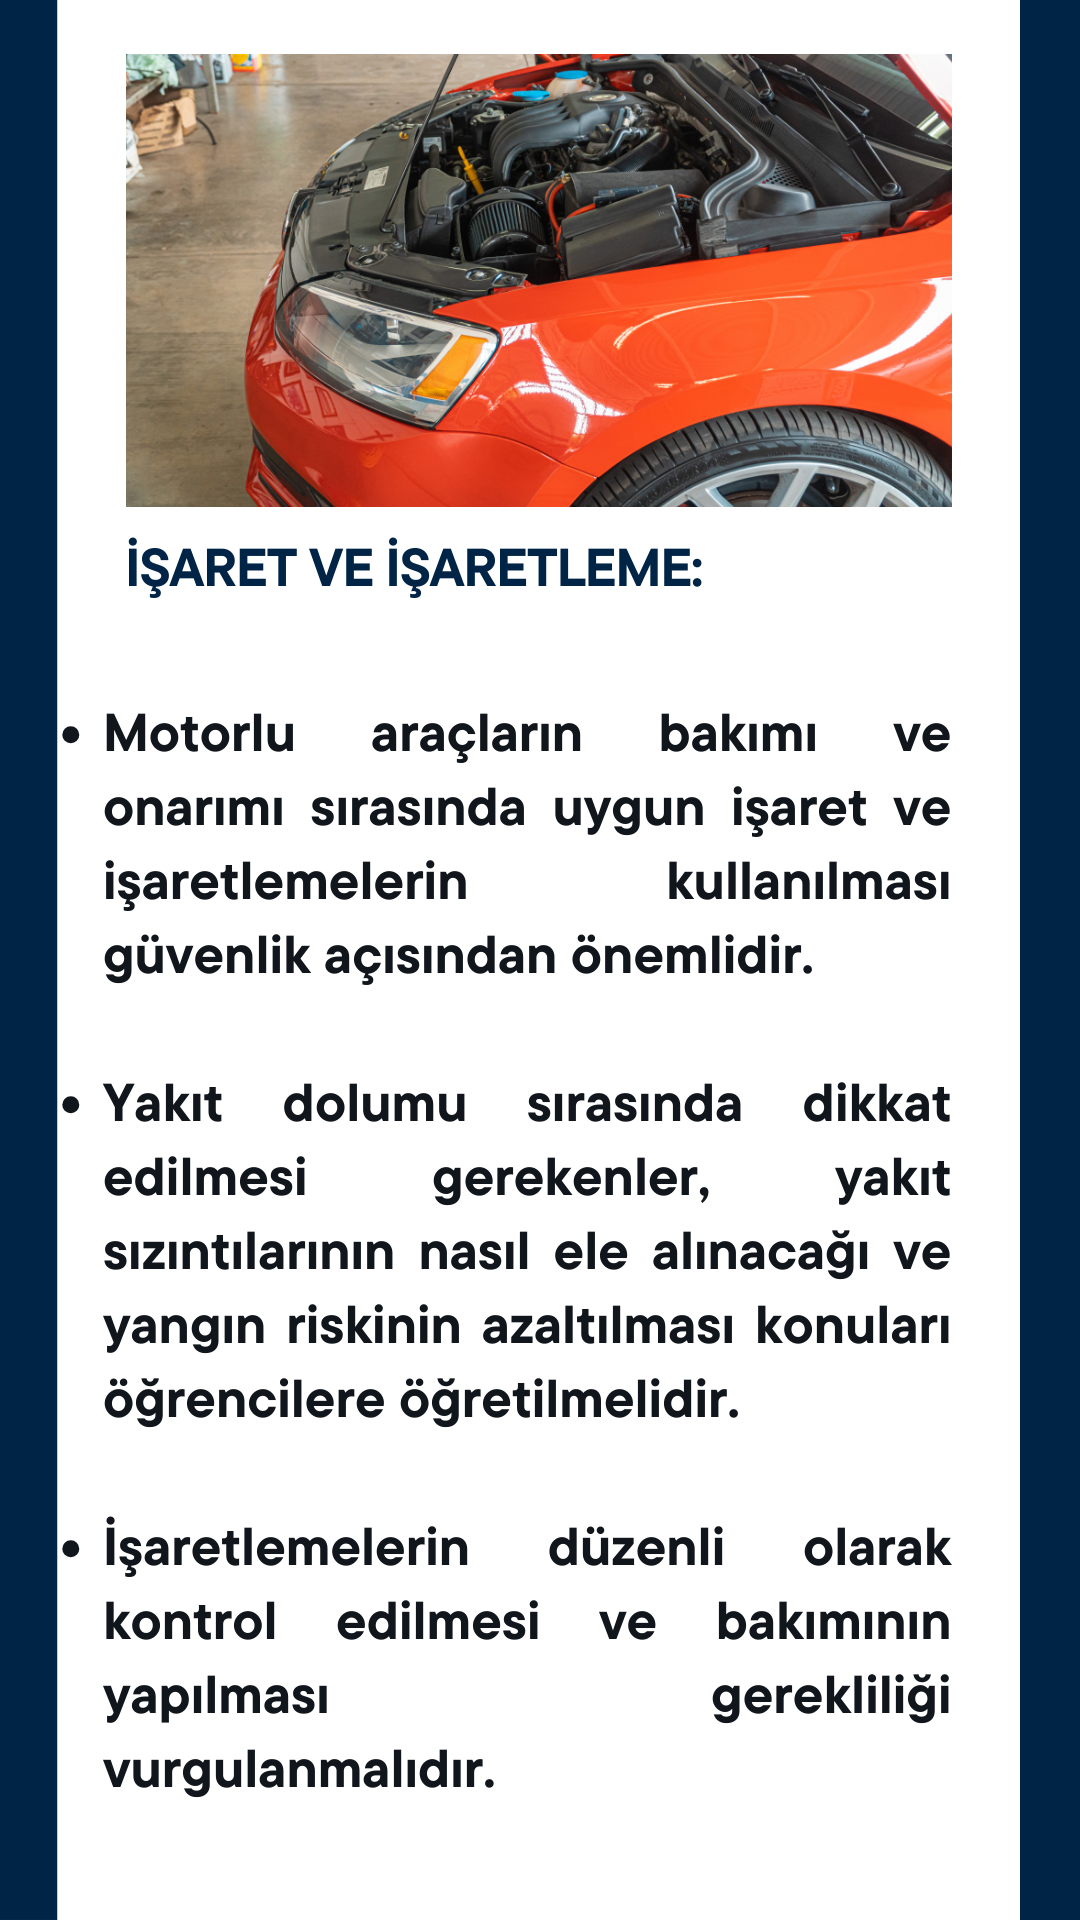 İŞARET VE İŞARETLEME:
• Motorlu araçların bakımı ve
onarımı sırasında uygun işaret ve
işaretlemelerin kullanılması
güvenlik açısından önemlidir.
• Yakıt dolumu sırasında dikkat
edilmesi gerekenler, yakıt
sızıntılarının nasıl ele alınacağı ve
yangın riskinin azaltılması konuları
öğrencilere öğretilmelidir.
• İşaretlemelerin düzenli olarak
kontrol edilmesi ve bakımının
yapılması gerekliliği
vurgulanmalıdır.